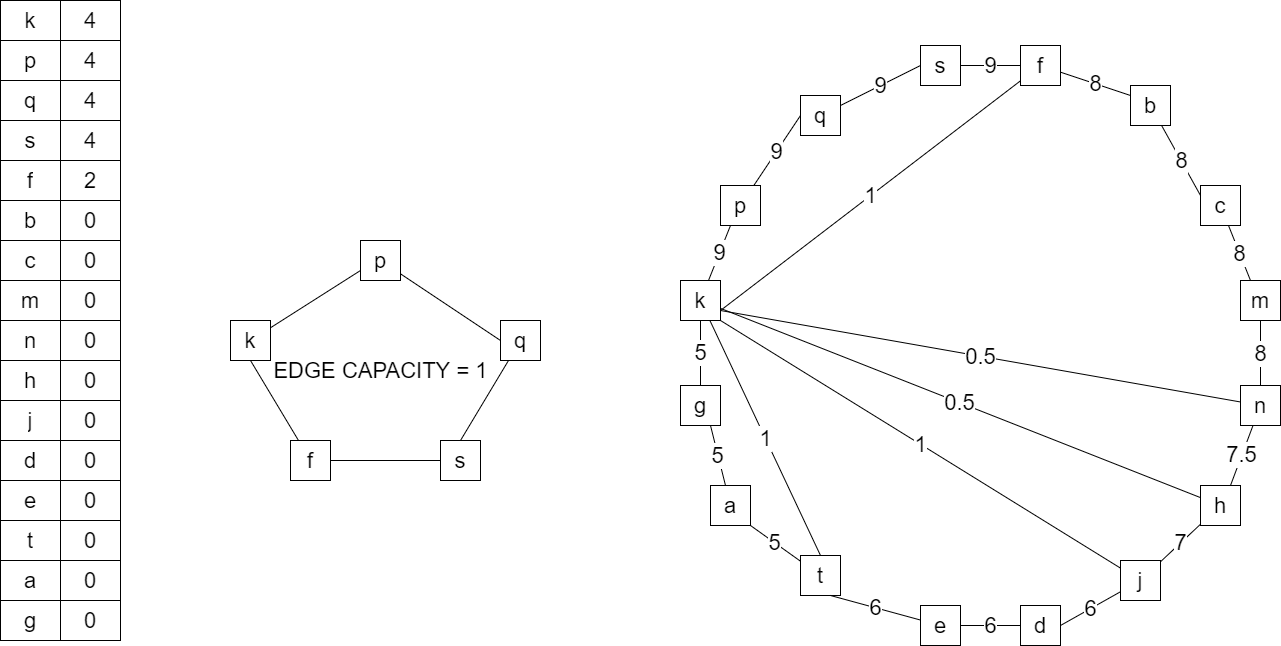 k 4
p 4
q 4
s 4
f 2
b 0
c 0
m 0
n 0
h 0
j 0
d 0
e 0
t 0
a 0
g 0
p
k
q
EDGE CAPACITY = 1
f
s
s 9 f
8
b
9
q
9
8
p
1
c
9
8
k
m
5
0.5
8
g
0.5
n
5
1
1
7.5
a
h
5
7
t
j
6
e 6 d
6